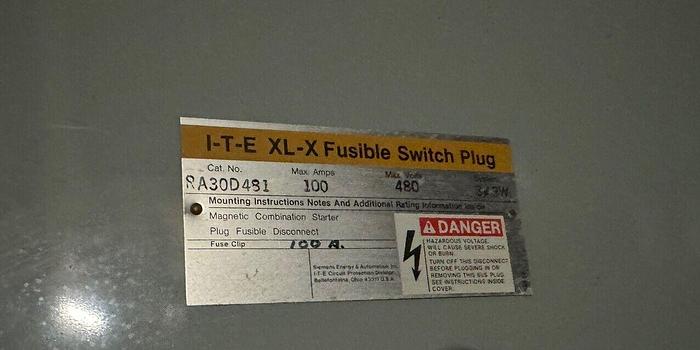 I-T-E XL-X Fusible Switch Plug
Cat. No. Max. Amps Max. Volts
RA30D481 100 480 3ø3W
Mounting Instructions Notes And Additional Rating Information Inside
Magnetic Combination Starter
Plug Fusible Disconnect
Fuse Clip 100 A.
Siemens Energy & Automation, Inc.
I-T-E Circuit Protection Division
Bellefontaine, Ohio 43311 U.S.A.
DANGER
HAZARDOUS VOLTAGE.
WILL CAUSE SEVERE SHOCK
OR BURN.
TURN OFF THIS DISCONNECT
BEFORE PLUGGING IN OR
REMOVING THIS BUS PLUG.
SEE INSTRUCTIONS INSIDE
COVER.